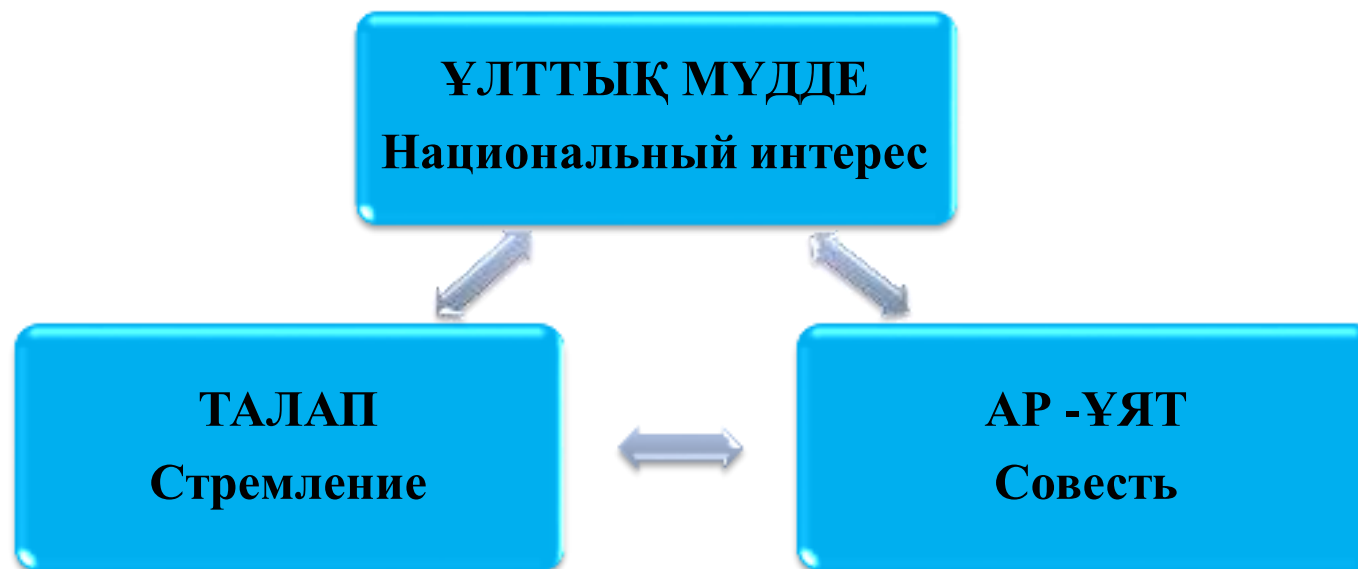 ҰЛТТЫҚ МҮДДЕ
Национальный интерес
ТАЛАП
Стремление
АР -ҰЯТ
Совесть